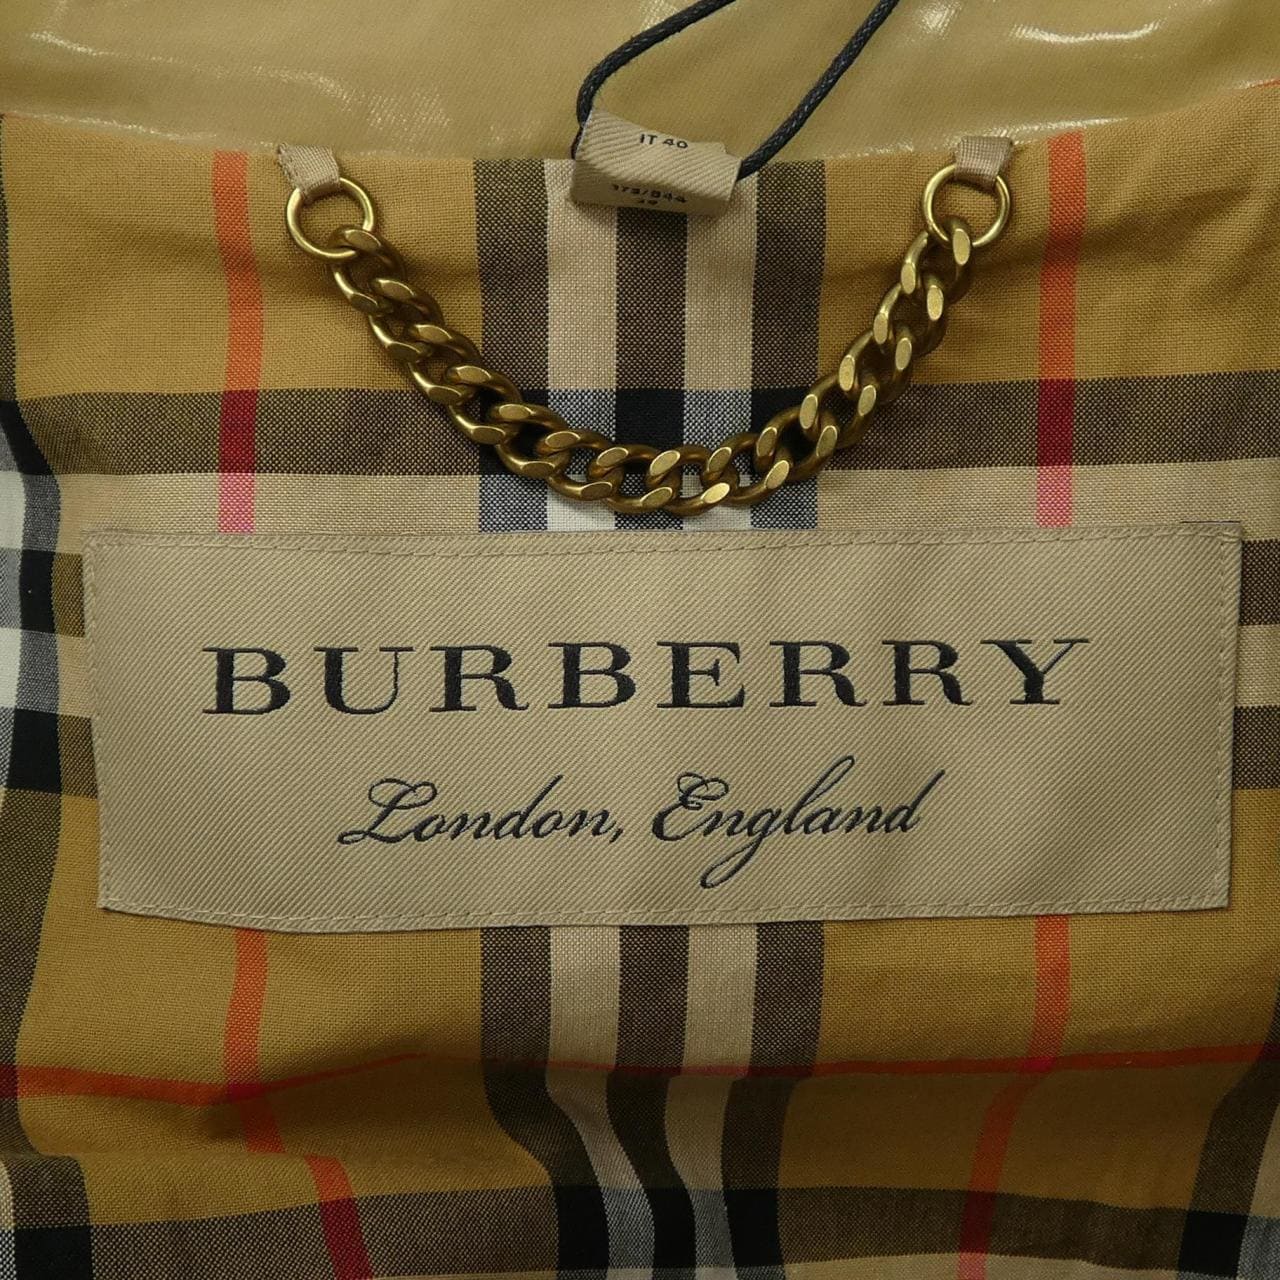 IT 40
BURBERRY
London, England